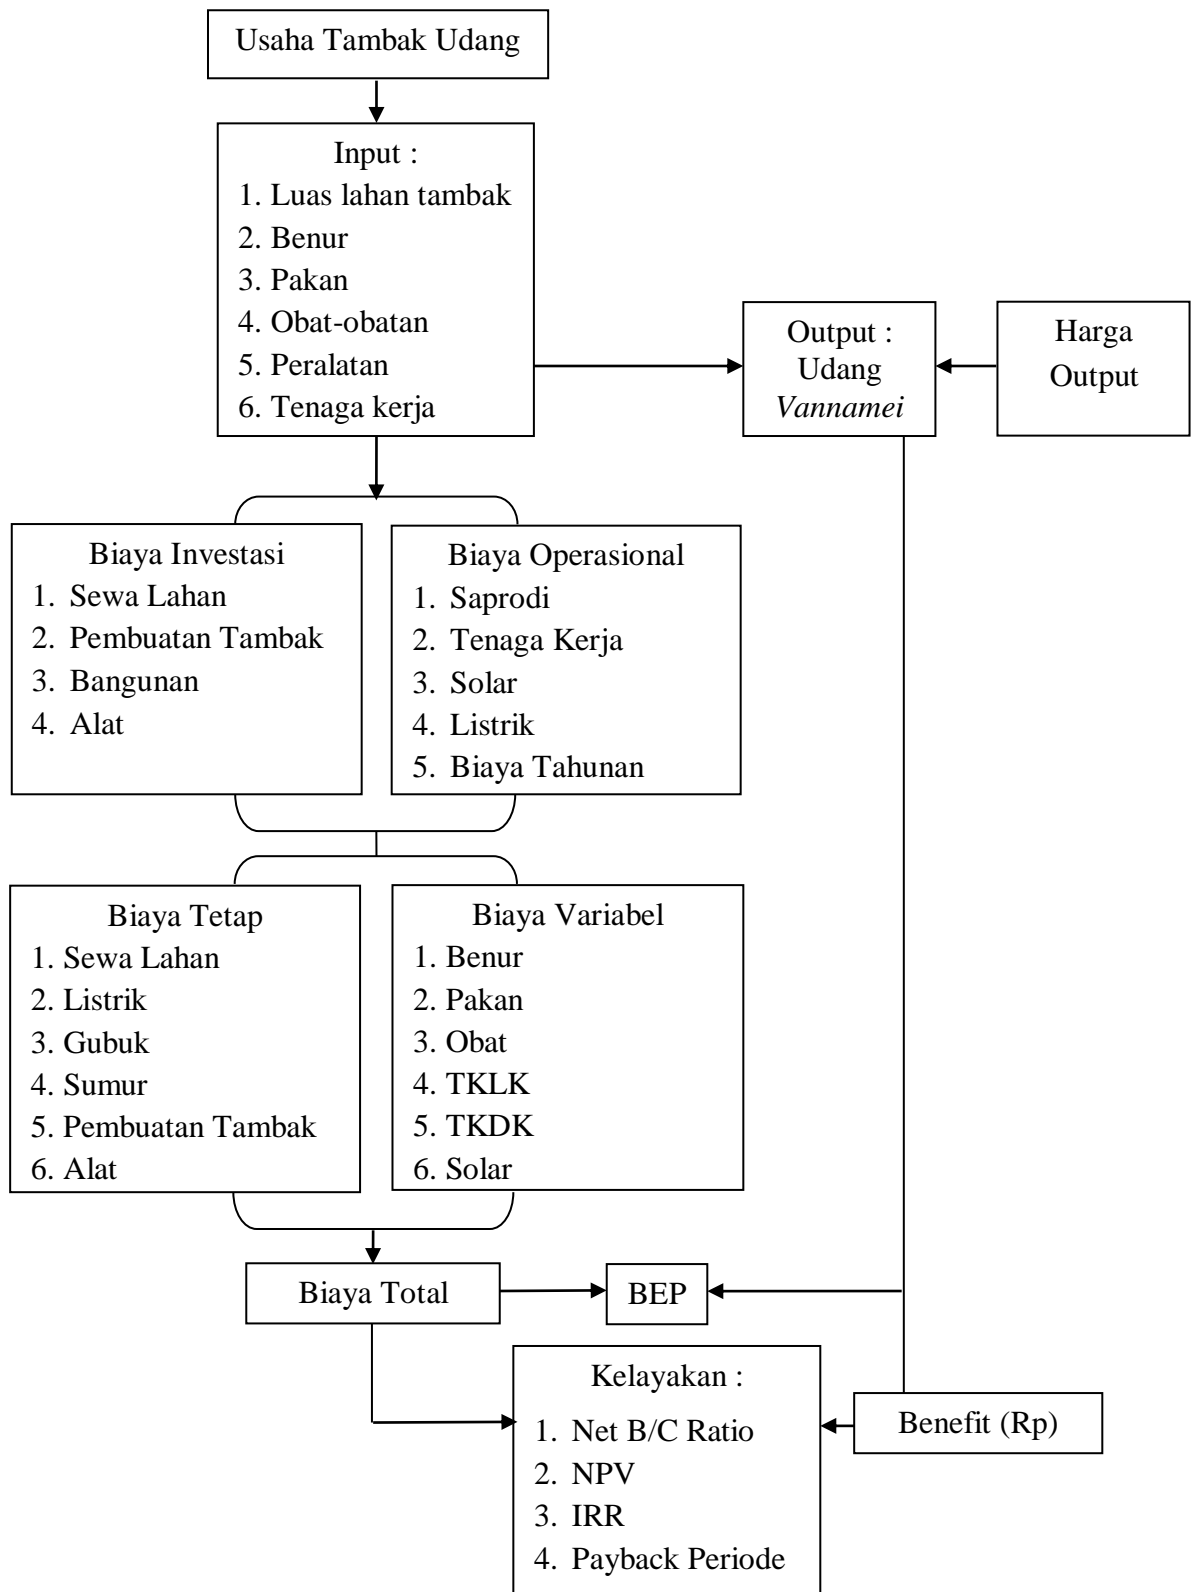 Usaha Tambak Udang
Input :
1. Luas lahan tambak
2. Benur
3. Pakan
4. Obat-obatan
5. Peralatan
6. Tenaga kerja
Output :
Udang
Vannamei
Harga
Output
Biaya Investasi
1. Sewa Lahan
2. Pembuatan Tambak
3. Bangunan
4. Alat
Biaya Operasional
1. Saprodi
2. Tenaga Kerja
3. Solar
4. Listrik
5. Biaya Tahunan
Biaya Tetap
1. Sewa Lahan
2. Listrik
3. Gubuk
4. Sumur
5. Pembuatan Tambak
6. Alat
Biaya Variabel
1. Benur
2. Pakan
3. Obat
4. TKLK
5. TKDK
6. Solar
Biaya Total
BEP
Kelayakan :
1. Net B/C Ratio
2. NPV
3. IRR
4. Payback Periode
Benefit (Rp)